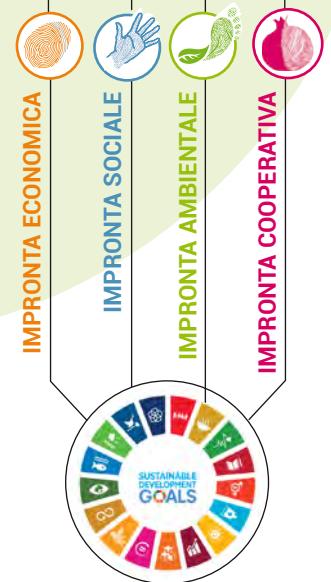 IMPRONTA ECONOMICA
IMPRONTA SOCIALE
IMPRONTA AMBIENTALE
IMPRONTA COOPERATIVA
SUSTAINABLE
DEVELOPMENT
GOALS